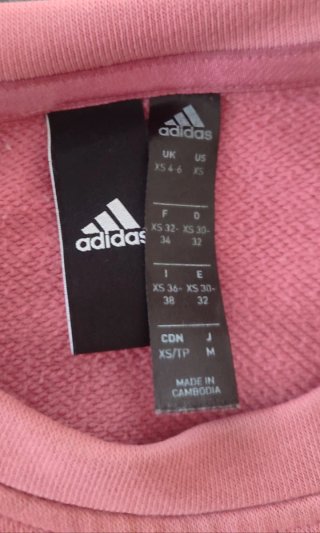 adidas
adidas
UK US
XS 4-6 XS
F D
XS 32-34 XS 30-32
I E
XS 36-38 XS 30-32
CDN J
XS/TP M
MADE IN
CAMBODIA